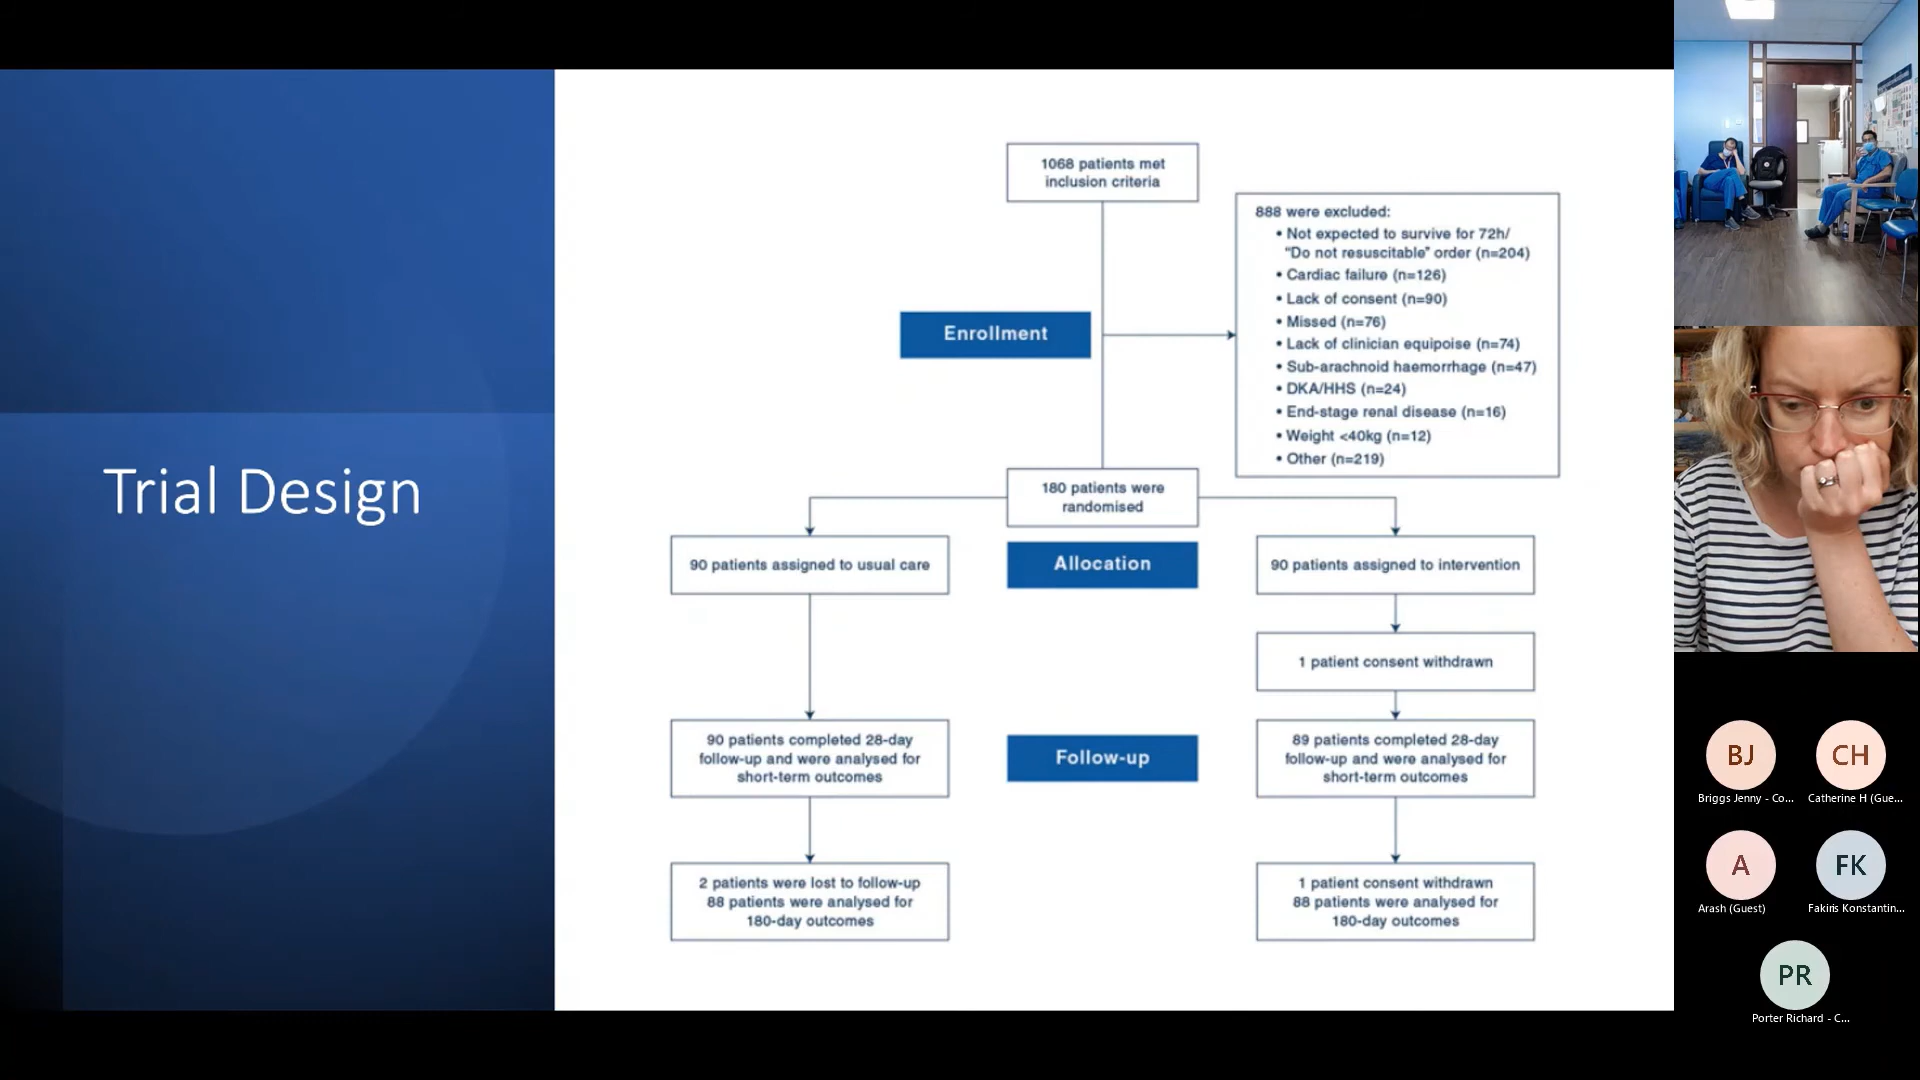 Trial Design
1068 patients met
inclusion criteria
888 were excluded:
• Not expected to survive for 72h/
"Do not resuscitable" order (n=204)
• Cardiac failure (n=126)
• Lack of consent (n=90)
• Missed (n=76)
• Lack of clinician equipoise (n=74)
• Sub-arachnoid haemorrhage (n=47)
• DKA/HHS (n=24)
• End-stage renal disease (n=16)
• Weight <40kg (n=12)
• Other (n=219)
Enrollment
180 patients were
randomised
90 patients assigned to usual care
Allocation
90 patients assigned to intervention
1 patient consent withdrawn
90 patients completed 28-day
follow-up and were analysed for
short-term outcomes
Follow-up
89 patients completed 28-day
follow-up and were analysed for
short-term outcomes
2 patients were lost to follow-up
88 patients were analysed for
180-day outcomes
1 patient consent withdrawn
88 patients were analysed for
180-day outcomes
BJ
Briggs Jenny - Co...
CH
Catherine H (Gue...
A
Arash (Guest)
FK
Fakiris Konstantin...
PR
Porter Richard - C...